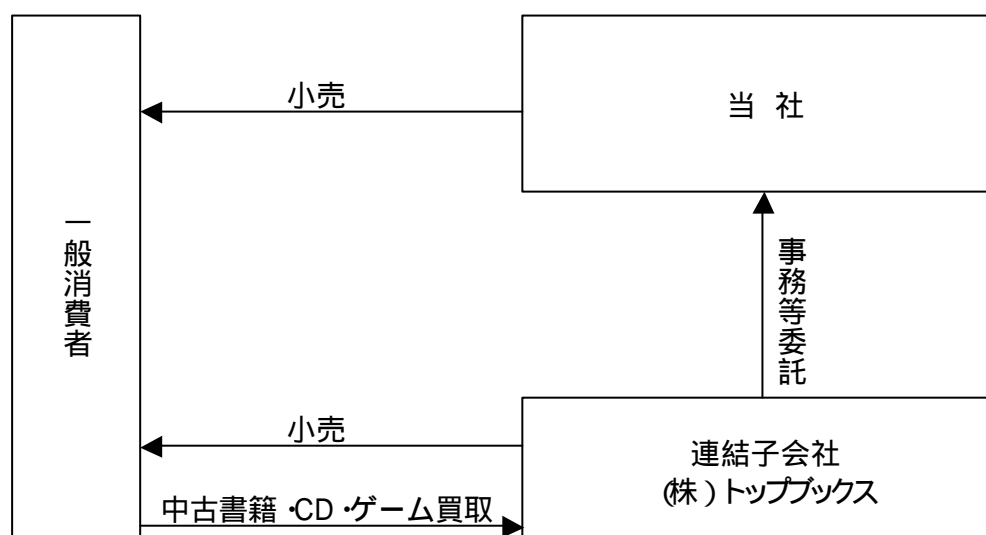 小売
当 社
一般消費者
事務等委託
小売
連結子会社
(株)トップブックス
中古書籍・CD・ゲーム買取